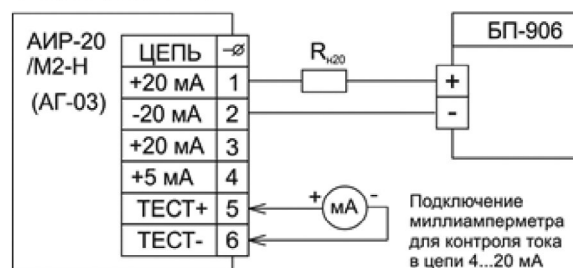 АИР-20
/М2-Н
(АГ-03)
ЦЕПЬ
+20 мА 1
-20 мА 2
+20 мА 3
+5 мА 4
ТЕСТ+ 5
ТЕСТ- 6
Rн20
БП-906
+
-
+ мА -
Подключение
миллиамперметра
для контроля тока
в цепи 4...20 мА